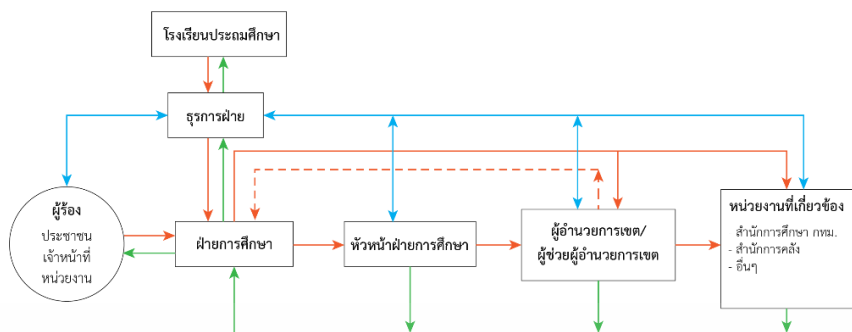 โรงเรียนประถมศึกษา
ธุรการฝ่าย
ผู้ร้อง
ประชาชน
เจ้าหน้าที่
หน่วยงาน
ฝ่ายการศึกษา
หัวหน้าฝ่ายการศึกษา
ผู้อำนวยการเขต/
ผู้ช่วยผู้อำนวยการเขต
หน่วยงานที่เกี่ยวข้อง
สำนักการศึกษา กทม.
- สำนักการคลัง
- อื่นๆ